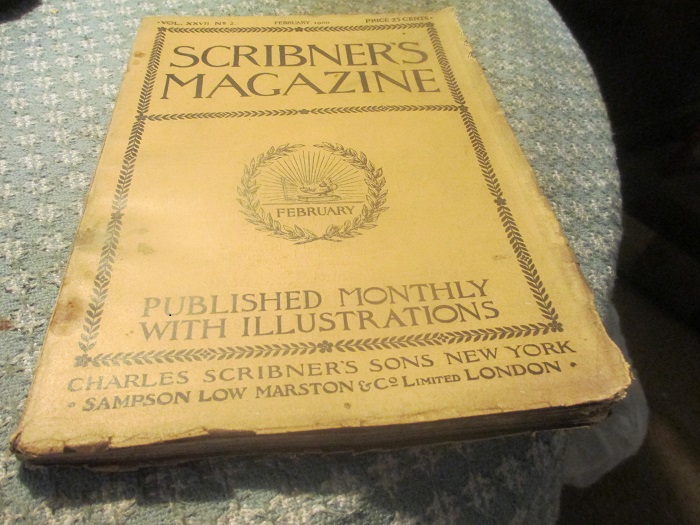 ·VOL. XXVII Nº 2· FEBRUARY 1900 PRICE 25 CENTS·
SCRIBNER'S
MAGAZINE
FEBRUARY
PUBLISHED MONTHLY
WITH ILLUSTRATIONS
CHARLES SCRIBNER'S SONS NEW YORK
· SAMPSON LOW MARSTON & Cº LIMITED LONDON ·